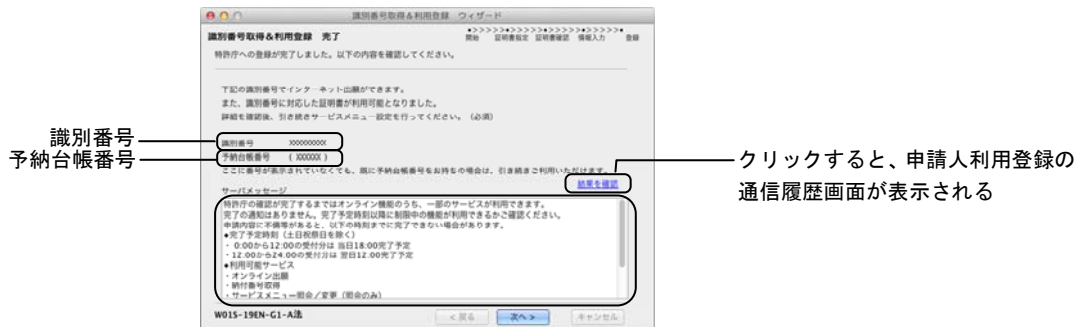 識別番号取得&利用登録 ウィザード
識別番号取得&利用登録 完了
•>>>>>•>>>>>•>>>>>•>>>>>•
開始 証明書指定 証明書確認 情報入力 登録
特許庁への登録が完了しました。以下の内容を確認してください。
下記の識別番号でインターネット出願ができます。
また、識別番号に対応した証明書が利用可能となりました。
詳細を確認後、引き続きサービスメニュー設定を行ってください。（必須）
識別番号
識別番号 XXXXXXXXX
予納台帳番号
予納台帳番号 ( XXXXXX )
ここに番号が表示されていなくても、既に予納台帳番号をお持ちの場合は、引き続きご利用いただけます。
結果を確認
クリックすると、申請人利用登録の
通信履歴画面が表示される
サーバメッセージ
特許庁の確認が完了するまではオンライン機能のうち、一部のサービスが利用できます。
完了の通知はありません。完了予定時刻以降に制限中の機能が利用できるかご確認ください。
申請内容に不備等があると、以下の時刻までに完了できない場合があります。
◆完了予定時刻（土日祝祭日を除く）
・ 0:00から12:00の受付分は 当日18:00完了予定
・12:00から24:00の受付分は 翌日12:00完了予定
◆利用可能サービス
・オンライン出願
・納付番号取得
・サービスメニュー照会／変更（照会のみ）
W01S-19EN-G1-A法
< 戻る
次へ >
キャンセル